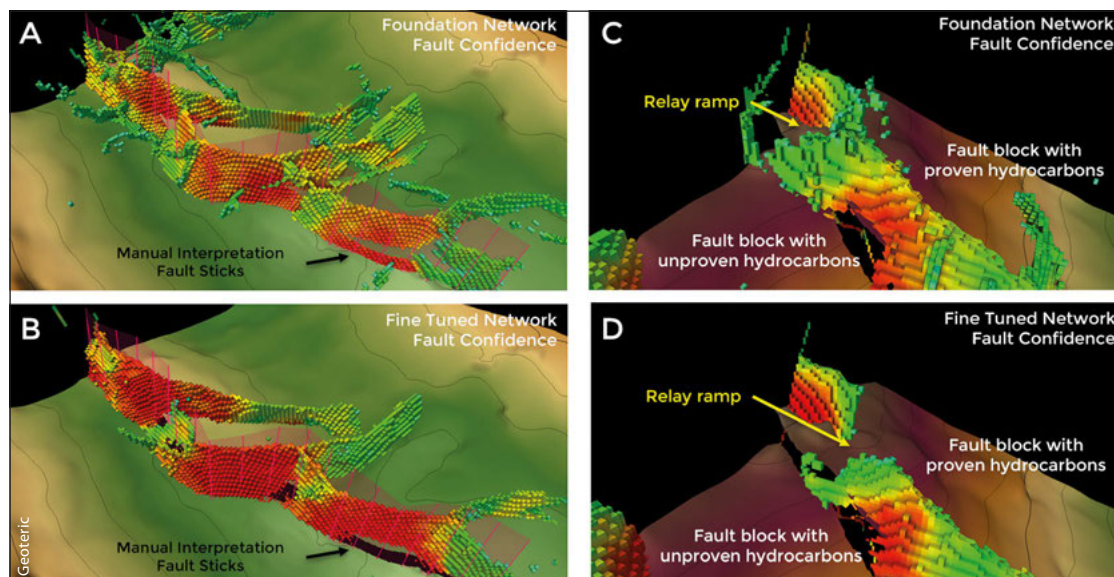 A
Foundation Network
Fault Confidence
Manual Interpretation
Fault Sticks
C
Foundation Network
Fault Confidence
Relay ramp
Fault block with
proven hydrocarbons
Fault block with
unproven hydrocarbons
B
Fine Tuned Network
Fault Confidence
Manual Interpretation
Fault Sticks
Geoteric
D
Fine Tuned Network
Fault Confidence
Relay ramp
Fault block with
proven hydrocarbons
Fault block with
unproven hydrocarbons